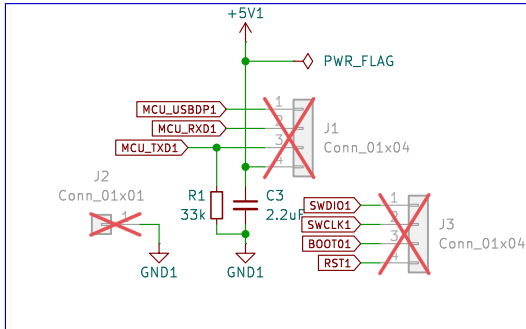 +5V1
PWR_FLAG
MCU_USBDP1
1
MCU_RXD1
2
J1
MCU_TXD1
3
Conn_01x04
4
J2
Conn_01x01
1
R1
33k
C3
2.2uF
SWDIO1
1
SWCLK1
2
J3
BOOT01
3
Conn_01x04
RST1
4
GND1
GND1